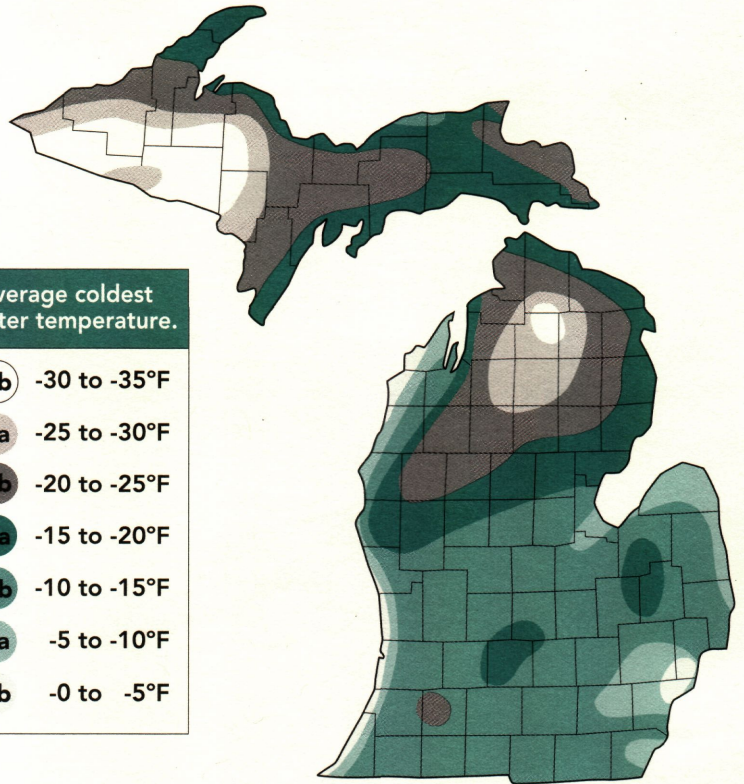 verage coldest
ter temperature.
b -30 to -35°F
a -25 to -30°F
b -20 to -25°F
a -15 to -20°F
b -10 to -15°F
a -5 to -10°F
b -0 to -5°F